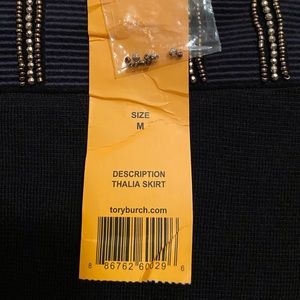 SIZE
M
DESCRIPTION
THALIA SKIRT
toryburch.com
8 86762 60029 6